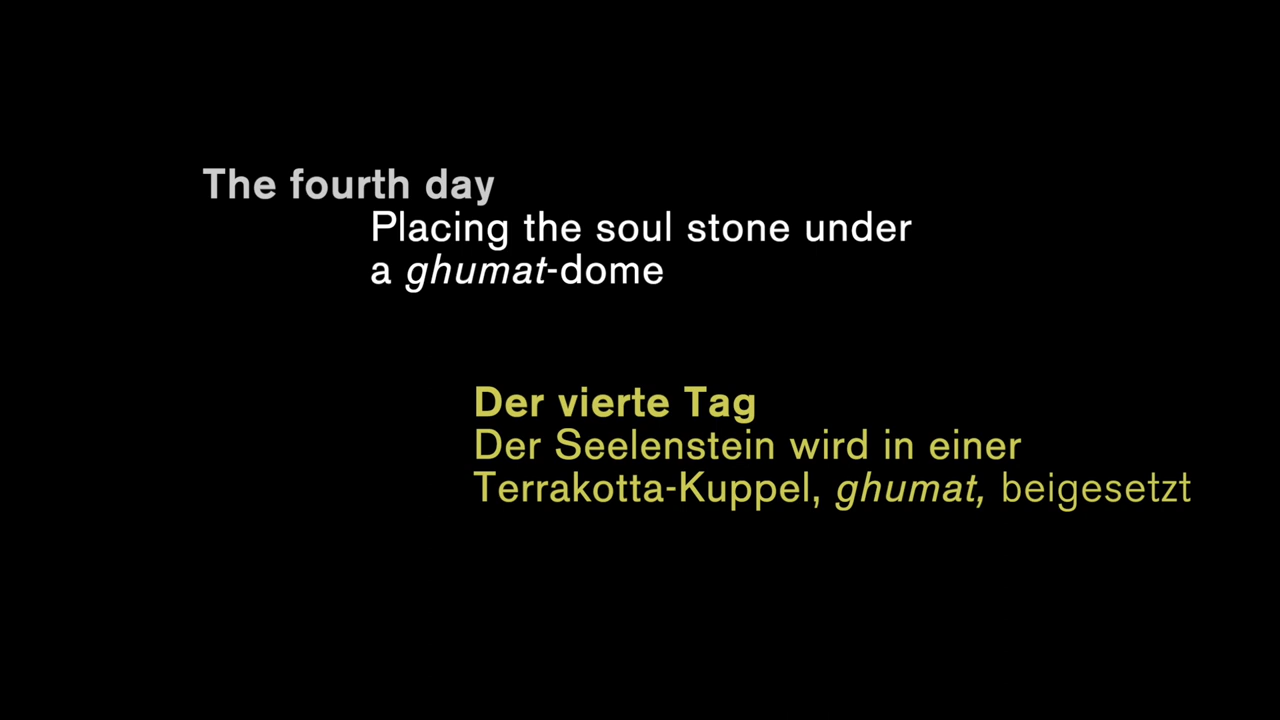 The fourth day
Placing the soul stone under
a ghumat-dome
Der vierte Tag
Der Seelenstein wird in einer
Terrakotta-Kuppel, ghumat, beigesetzt